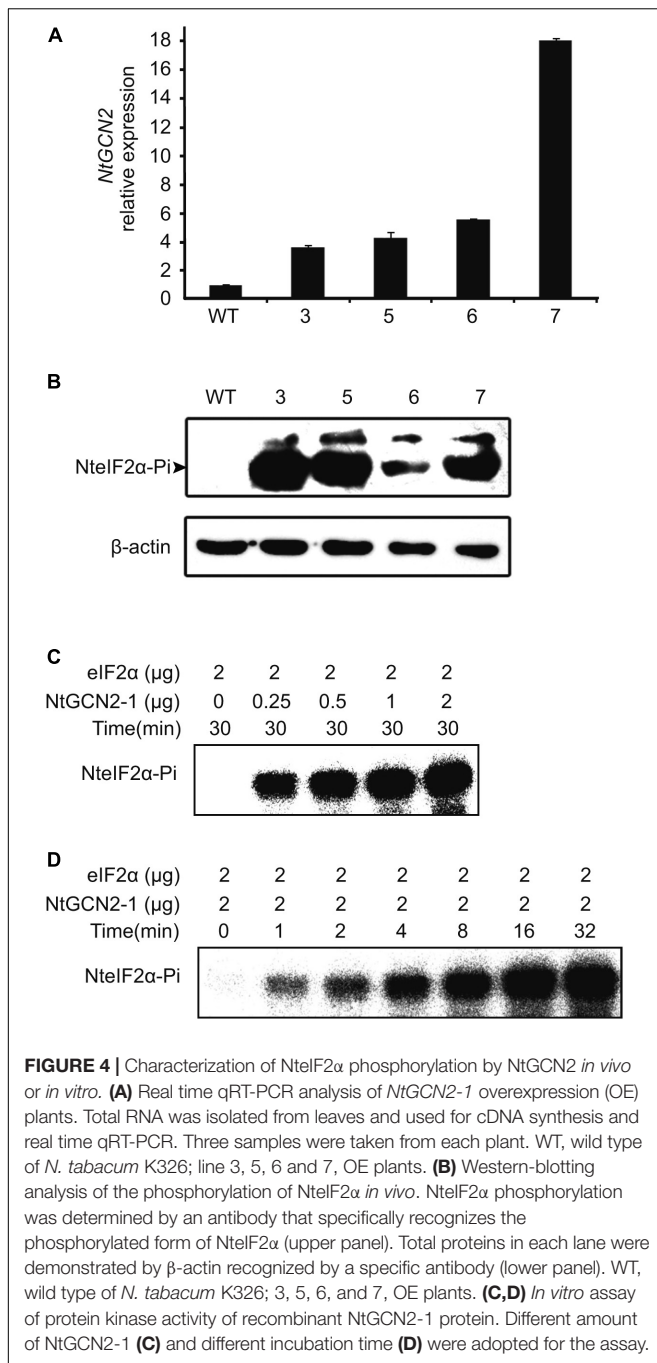 A
NtGCN2
relative expression
18
16
14
12
10
8
6
4
2
0
WT 3 5 6 7
B
WT 3 5 6 7
NteIF2α-Pi
β-actin
C
eIF2α (μg) 2 2 2 2 2
NtGCN2-1 (μg) 0 0.25 0.5 1 2
Time(min) 30 30 30 30 30
NteIF2α-Pi
D
eIF2α (μg) 2 2 2 2 2 2 2
NtGCN2-1 (μg) 2 2 2 2 2 2 2
Time(min) 0 1 2 4 8 16 32
NteIF2α-Pi
FIGURE 4 | Characterization of NteIF2α phosphorylation by NtGCN2 in vivo
or in vitro. (A) Real time qRT-PCR analysis of NtGCN2-1 overexpression (OE)
plants. Total RNA was isolated from leaves and used for cDNA synthesis and
real time qRT-PCR. Three samples were taken from each plant. WT, wild type
of N. tabacum K326; line 3, 5, 6 and 7, OE plants. (B) Western-blotting
analysis of the phosphorylation of NteIF2α in vivo. NteIF2α phosphorylation
was determined by an antibody that specifically recognizes the
phosphorylated form of NteIF2α (upper panel). Total proteins in each lane were
demonstrated by β-actin recognized by a specific antibody (lower panel). WT,
wild type of N. tabacum K326; 3, 5, 6, and 7, OE plants. (C,D) In vitro assay
of protein kinase activity of recombinant NtGCN2-1 protein. Different amount
of NtGCN2-1 (C) and different incubation time (D) were adopted for the assay.